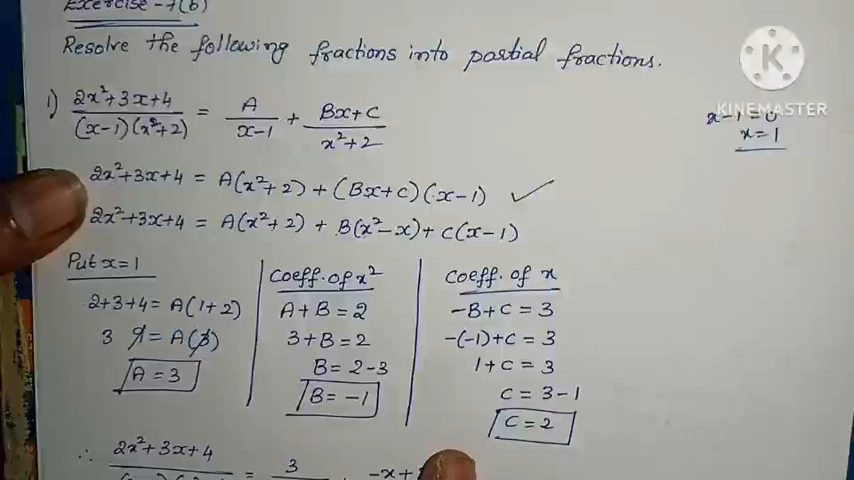 Exercise - 7(b)
Resolve the following fractions into partial fractions.
1) (2x²+3x+4)/((x-1)(x²+2)) = A/(x-1) + (Bx+C)/(x²+2)
x-1=0
x=1
2x²+3x+4 = A(x²+2) + (Bx+C)(x-1) ✓
2x²+3x+4 = A(x²+2) + B(x²-x) + C(x-1)
Put x=1
2+3+4 = A(1+2)
3 9 = A(3)
A = 3
Coeff. of x²
A+B = 2
3+B = 2
B = 2-3
B = -1
Coeff. of x
-B+C = 3
-(-1)+C = 3
1+C = 3
C = 3-1
C = 2
∴ 2x²+3x+4 = 3 -x+
K
KINEMASTER